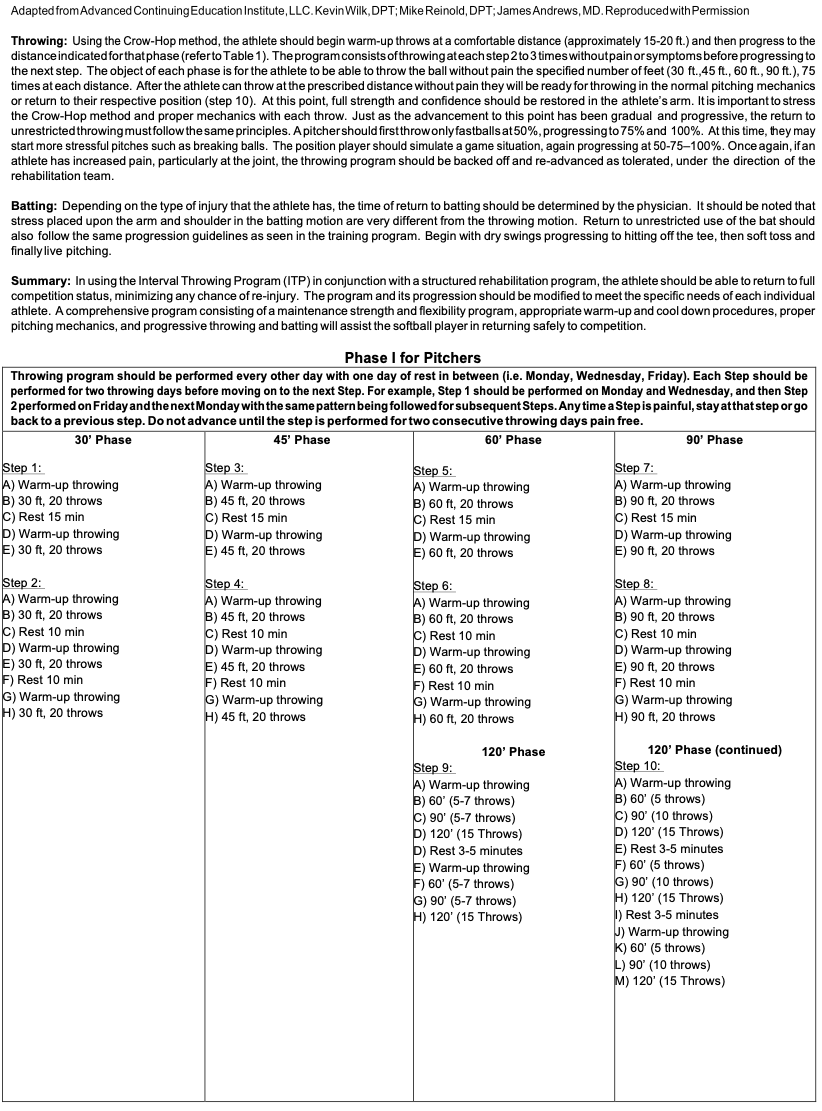 Adapted from Advanced Continuing Education Institute, LLC. Kevin Wilk, DPT; Mike Reinold, DPT; James Andrews, MD. Reproduced with Permission
Throwing: Using the Crow-Hop method, the athlete should begin warm-up throws at a comfortable distance (approximately 15-20 ft.) and then progress to the
distance indicated for that phase (refer to Table 1). The program consists of throwing at each step 2 to 3 times without pain or symptoms before progressing to
the next step. The object of each phase is for the athlete to be able to throw the ball without pain the specified number of feet (30 ft.,45 ft., 60 ft., 90 ft.), 75
times at each distance. After the athlete can throw at the prescribed distance without pain they will be ready for throwing in the normal pitching mechanics
or return to their respective position (step 10). At this point, full strength and confidence should be restored in the athlete's arm. It is important to stress
the Crow-Hop method and proper mechanics with each throw. Just as the advancement to this point has been gradual and progressive, the return to
unrestricted throwing must follow the same principles. A pitcher should first throw only fastballs at 50%, progressing to 75% and 100%. At this time, they may
start more stressful pitches such as breaking balls. The position player should simulate a game situation, again progressing at 50-75–100%. Once again, if an
athlete has increased pain, particularly at the joint, the throwing program should be backed off and re-advanced as tolerated, under the direction of the
rehabilitation team.
Batting: Depending on the type of injury that the athlete has, the time of return to batting should be determined by the physician. It should be noted that
stress placed upon the arm and shoulder in the batting motion are very different from the throwing motion. Return to unrestricted use of the bat should
also follow the same progression guidelines as seen in the training program. Begin with dry swings progressing to hitting off the tee, then soft toss and
finally live pitching.
Summary: In using the Interval Throwing Program (ITP) in conjunction with a structured rehabilitation program, the athlete should be able to return to full
competition status, minimizing any chance of re-injury. The program and its progression should be modified to meet the specific needs of each individual
athlete. A comprehensive program consisting of a maintenance strength and flexibility program, appropriate warm-up and cool down procedures, proper
pitching mechanics, and progressive throwing and batting will assist the softball player in returning safely to competition.
Phase I for Pitchers
Throwing program should be performed every other day with one day of rest in between (i.e. Monday, Wednesday, Friday). Each Step should be
performed for two throwing days before moving on to the next Step. For example, Step 1 should be performed on Monday and Wednesday, and then Step
2 performed on Friday and the next Monday with the same pattern being followed for subsequent Steps. Any time a Step is painful, stay at that step or go
back to a previous step. Do not advance until the step is performed for two consecutive throwing days pain free.
30' Phase
Step 1:
A) Warm-up throwing
B) 30 ft, 20 throws
C) Rest 15 min
D) Warm-up throwing
E) 30 ft, 20 throws
Step 2:
A) Warm-up throwing
B) 30 ft, 20 throws
C) Rest 10 min
D) Warm-up throwing
E) 30 ft, 20 throws
F) Rest 10 min
G) Warm-up throwing
H) 30 ft, 20 throws
45' Phase
Step 3:
A) Warm-up throwing
B) 45 ft, 20 throws
C) Rest 15 min
D) Warm-up throwing
E) 45 ft, 20 throws
Step 4:
A) Warm-up throwing
B) 45 ft, 20 throws
C) Rest 10 min
D) Warm-up throwing
E) 45 ft, 20 throws
F) Rest 10 min
G) Warm-up throwing
H) 45 ft, 20 throws
60' Phase
Step 5:
A) Warm-up throwing
B) 60 ft, 20 throws
C) Rest 15 min
D) Warm-up throwing
E) 60 ft, 20 throws
Step 6:
A) Warm-up throwing
B) 60 ft, 20 throws
C) Rest 10 min
D) Warm-up throwing
E) 60 ft, 20 throws
F) Rest 10 min
G) Warm-up throwing
H) 60 ft, 20 throws
120' Phase
Step 9:
A) Warm-up throwing
B) 60' (5-7 throws)
C) 90' (5-7 throws)
D) 120' (15 Throws)
D) Rest 3-5 minutes
E) Warm-up throwing
F) 60' (5-7 throws)
G) 90' (5-7 throws)
H) 120' (15 Throws)
90' Phase
Step 7:
A) Warm-up throwing
B) 90 ft, 20 throws
C) Rest 15 min
D) Warm-up throwing
E) 90 ft, 20 throws
Step 8:
A) Warm-up throwing
B) 90 ft, 20 throws
C) Rest 10 min
D) Warm-up throwing
E) 90 ft, 20 throws
F) Rest 10 min
G) Warm-up throwing
H) 90 ft, 20 throws
120' Phase (continued)
Step 10:
A) Warm-up throwing
B) 60' (5 throws)
C) 90' (10 throws)
D) 120' (15 Throws)
E) Rest 3-5 minutes
F) 60' (5 throws)
G) 90' (10 throws)
H) 120' (15 Throws)
I) Rest 3-5 minutes
J) Warm-up throwing
K) 60' (5 throws)
L) 90' (10 throws)
M) 120' (15 Throws)